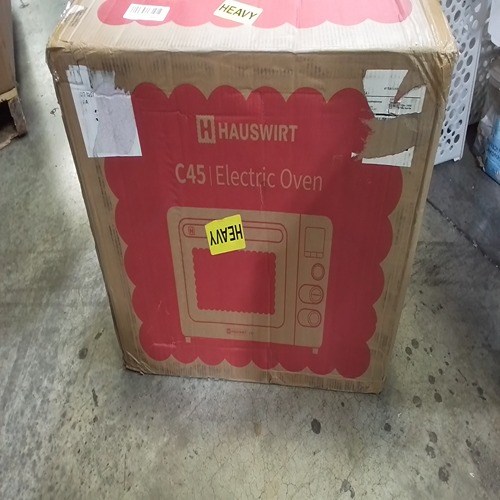 HEAVY
HAUSWIRT
C45 | Electric Oven
HEAVY